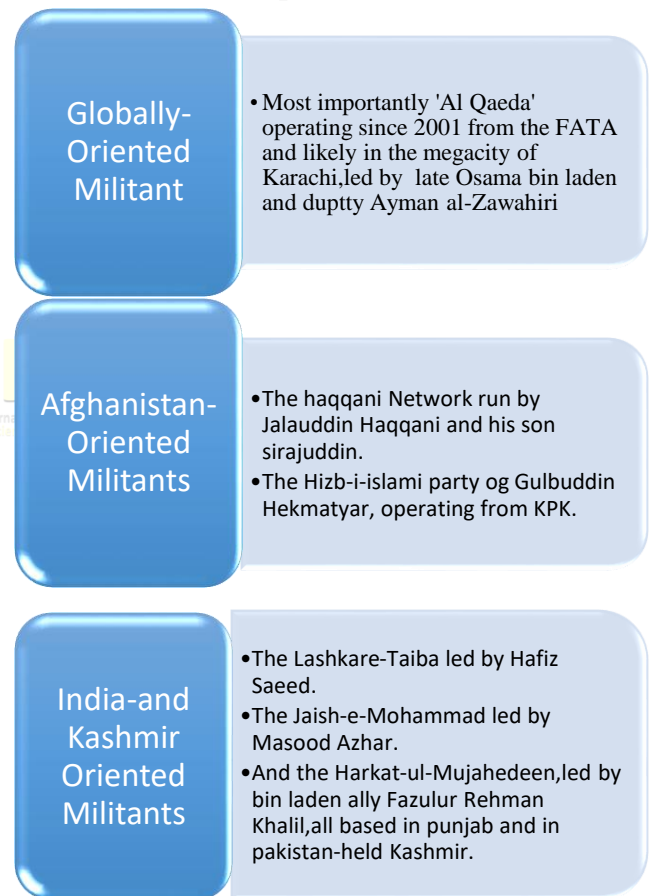 Globally-
Oriented
Militant
• Most importantly 'Al Qaeda'
operating since 2001 from the FATA
and likely in the megacity of
Karachi,led by late Osama bin laden
and duptty Ayman al-Zawahiri
Afghanistan-
Oriented
Militants
•The haqqani Network run by
Jalauddin Haqqani and his son
sirajuddin.
•The Hizb-i-islami party og Gulbuddin
Hekmatyar, operating from KPK.
India-and
Kashmir
Oriented
Militants
•The Lashkare-Taiba led by Hafiz
Saeed.
•The Jaish-e-Mohammad led by
Masood Azhar.
•And the Harkat-ul-Mujahedeen,led by
bin laden ally Fazulur Rehman
Khalil,all based in punjab and in
pakistan-held Kashmir.